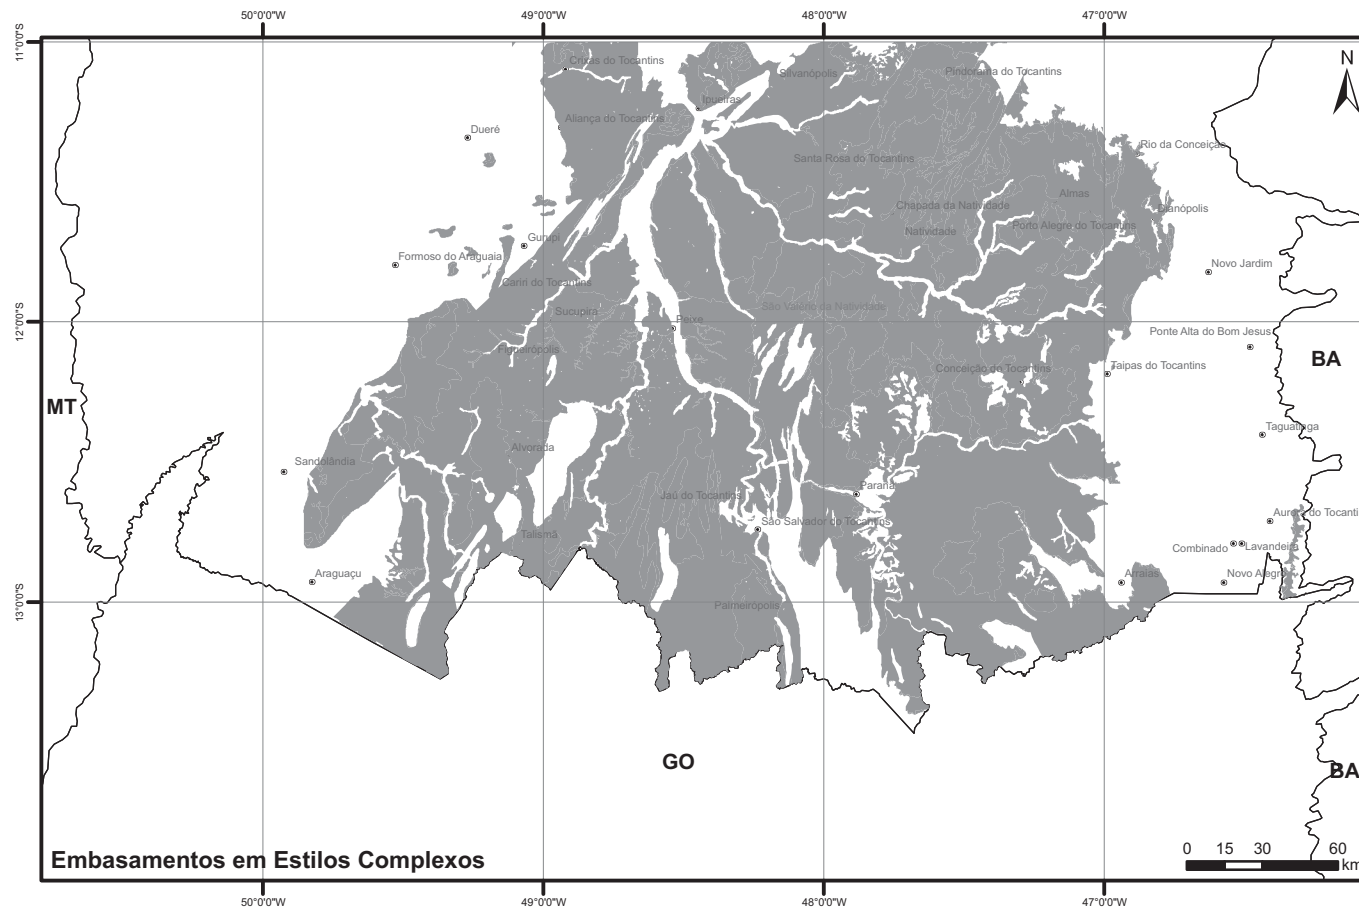 50°0'0"W
49°0'0"W
48°0'0"W
47°0'0"W
11°0'0"S
12°0'0"S
13°0'0"S
N
Crixas do Tocantins
Silvanópolis
Pindorama do Tocantins
Ipueiras
Aliança do Tocantins
Dueré
Rio da Conceição
Santa Rosa do Tocantins
Almas
Chapada da Natividade
Dianópolis
Porto Alegre do Tocantins
Natividade
Gurupi
Formoso do Araguaia
Novo Jardim
Cariri do Tocantins
São Valério da Natividade
Sucupira
Peixe
Ponte Alta do Bom Jesus
Figueirópolis
BA
Conceição do Tocantins
Taipas do Tocantins
MT
Taguatinga
Alvorada
Sandolândia
Paranã
Jaú do Tocantins
Aurora do Tocanti
São Salvador do Tocantins
Talismã
Combinado
Lavandeira
Araguaçu
Arraias
Novo Alegre
Palmeirópolis
GO
BA
Embasamentos em Estilos Complexos
0 15 30 60
km
50°0'0"W
49°0'0"W
48°0'0"W
47°0'0"W